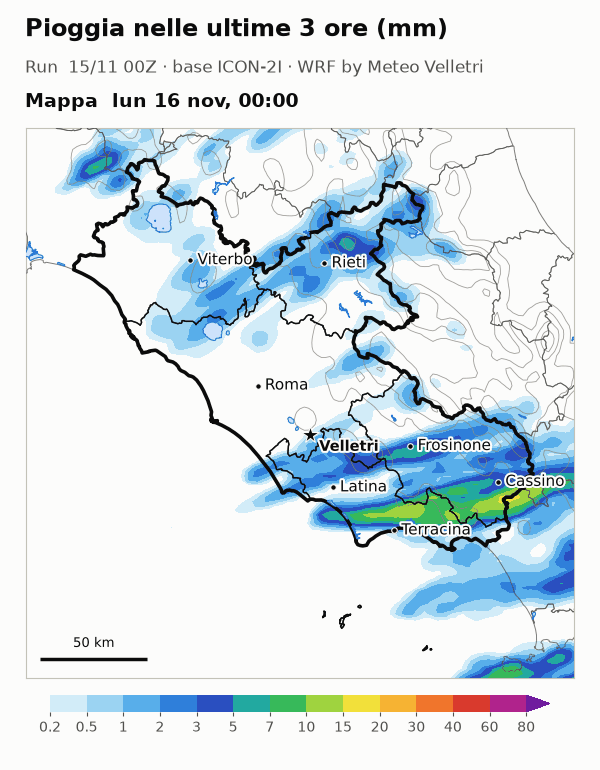 Pioggia nelle ultime 3 ore (mm)
Run 15/11 00Z · base ICON-2I · WRF by Meteo Velletri
Mappa lun 16 nov, 00:00
Viterbo
Rieti
Roma
Velletri
Frosinone
Latina
Cassino
Terracina
50 km
0.2 0.5 1 2 3 5 7 10 15 20 30 40 60 80